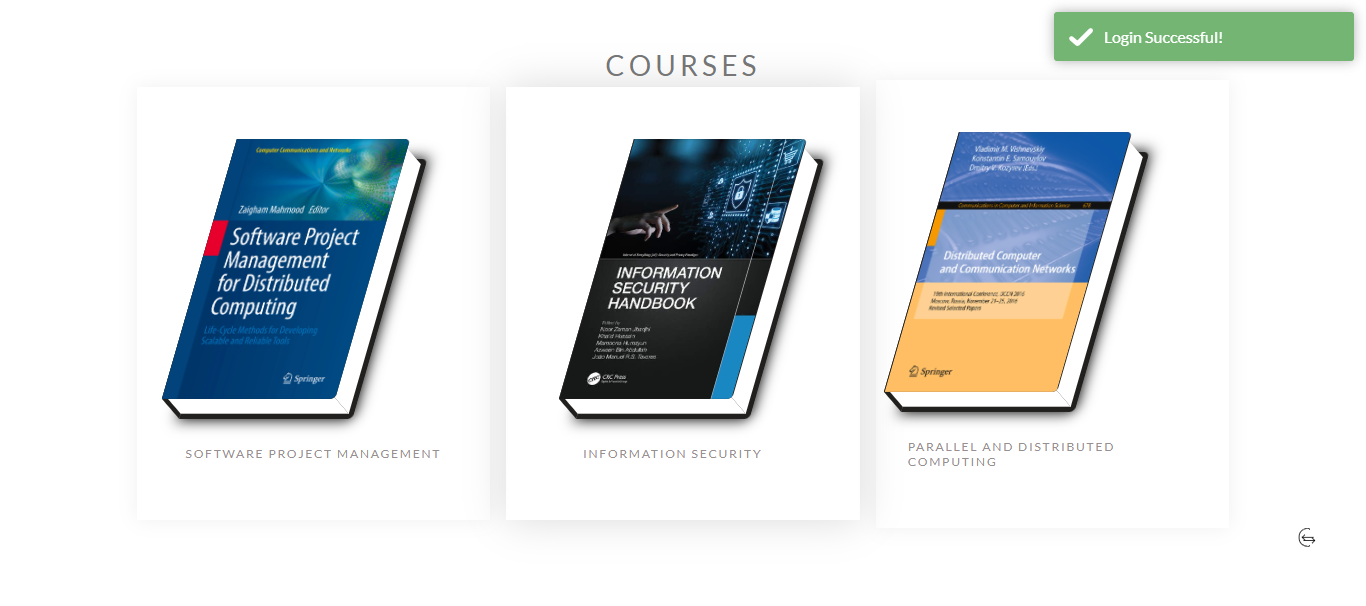 Login Successful!
COURSES
Computer Communications and Networks
Zaigham Mahmood Editor
Software Project
Management
for Distributed
Computing
Life-Cycle Methods for Developing
Scalable and Reliable Tools
Springer
SOFTWARE PROJECT MANAGEMENT
INFORMATION
SECURITY
HANDBOOK
Edited by
Noor Zaman Jhanjhi
Khalid Hussain
Mamoona Humayun
Azween Bin Abdullah
João Manuel R.S. Tavares
CRC
CRC Press
INFORMATION SECURITY
Vladimir M. Vishnevskiy
Konstantin E. Samouylov
Dmitry V. Kozyrev (Eds.)
Communications in Computer and Information Science 678
Distributed Computer
and Communication Networks
19th International Conference, DCCN 2016
Moscow, Russia, November 21–25, 2016
Revised Selected Papers
Springer
PARALLEL AND DISTRIBUTED
COMPUTING